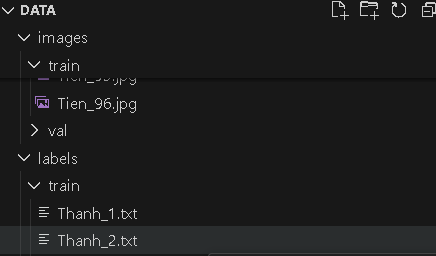 DATA
images
train
Tien_96.jpg
val
labels
train
Thanh_1.txt
Thanh_2.txt